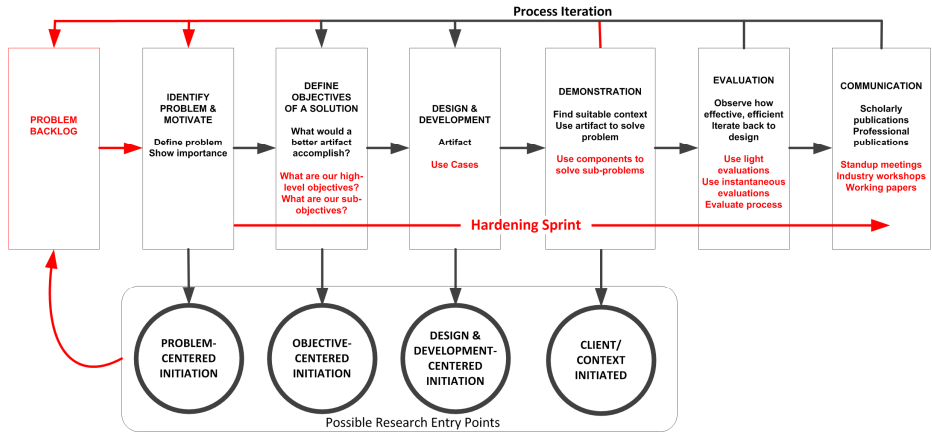 Process Iteration
PROBLEM
BACKLOG
IDENTIFY
PROBLEM &
MOTIVATE
Define problem
Show importance
DEFINE
OBJECTIVES
OF A SOLUTION
What would a
better artifact
accomplish?
What are our high-
level objectives?
What are our sub-
objectives?
DESIGN &
DEVELOPMENT
Artifact
Use Cases
DEMONSTRATION
Find suitable context
Use artifact to solve
problem
Use components to
solve sub-problems
EVALUATION
Observe how
effective, efficient
Iterate back to
design
Use light
evaluations
Use instantaneous
evaluations
Evaluate process
COMMUNICATION
Scholarly
publications
Professional
publications
Standup meetings
Industry workshops
Working papers
Hardening Sprint
PROBLEM-
CENTERED
INITIATION
OBJECTIVE-
CENTERED
INITIATION
DESIGN &
DEVELOPMENT-
CENTERED
INITIATION
CLIENT/
CONTEXT
INITIATED
Possible Research Entry Points